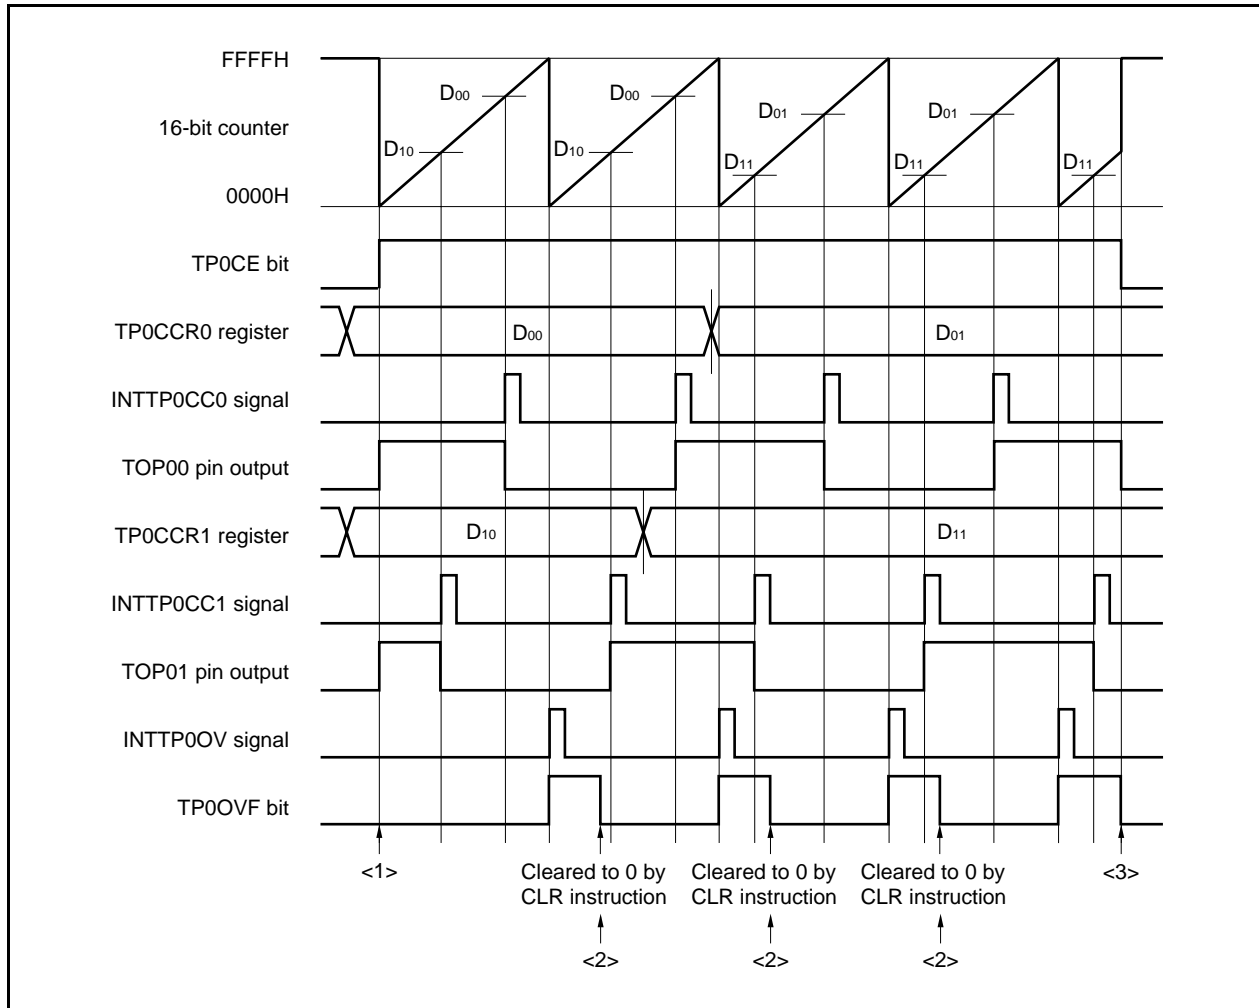 FFFFH
D00
D00
D01
D01
16-bit counter
D10
D10
D11
D11
D11
0000H
TP0CE bit
TP0CCR0 register
D00
D01
INTTP0CC0 signal
TOP00 pin output
TP0CCR1 register
D10
D11
INTTP0CC1 signal
TOP01 pin output
INTTP0OV signal
TP0OVF bit
<1>
Cleared to 0 by
CLR instruction
Cleared to 0 by
CLR instruction
Cleared to 0 by
CLR instruction
<3>
<2>
<2>
<2>